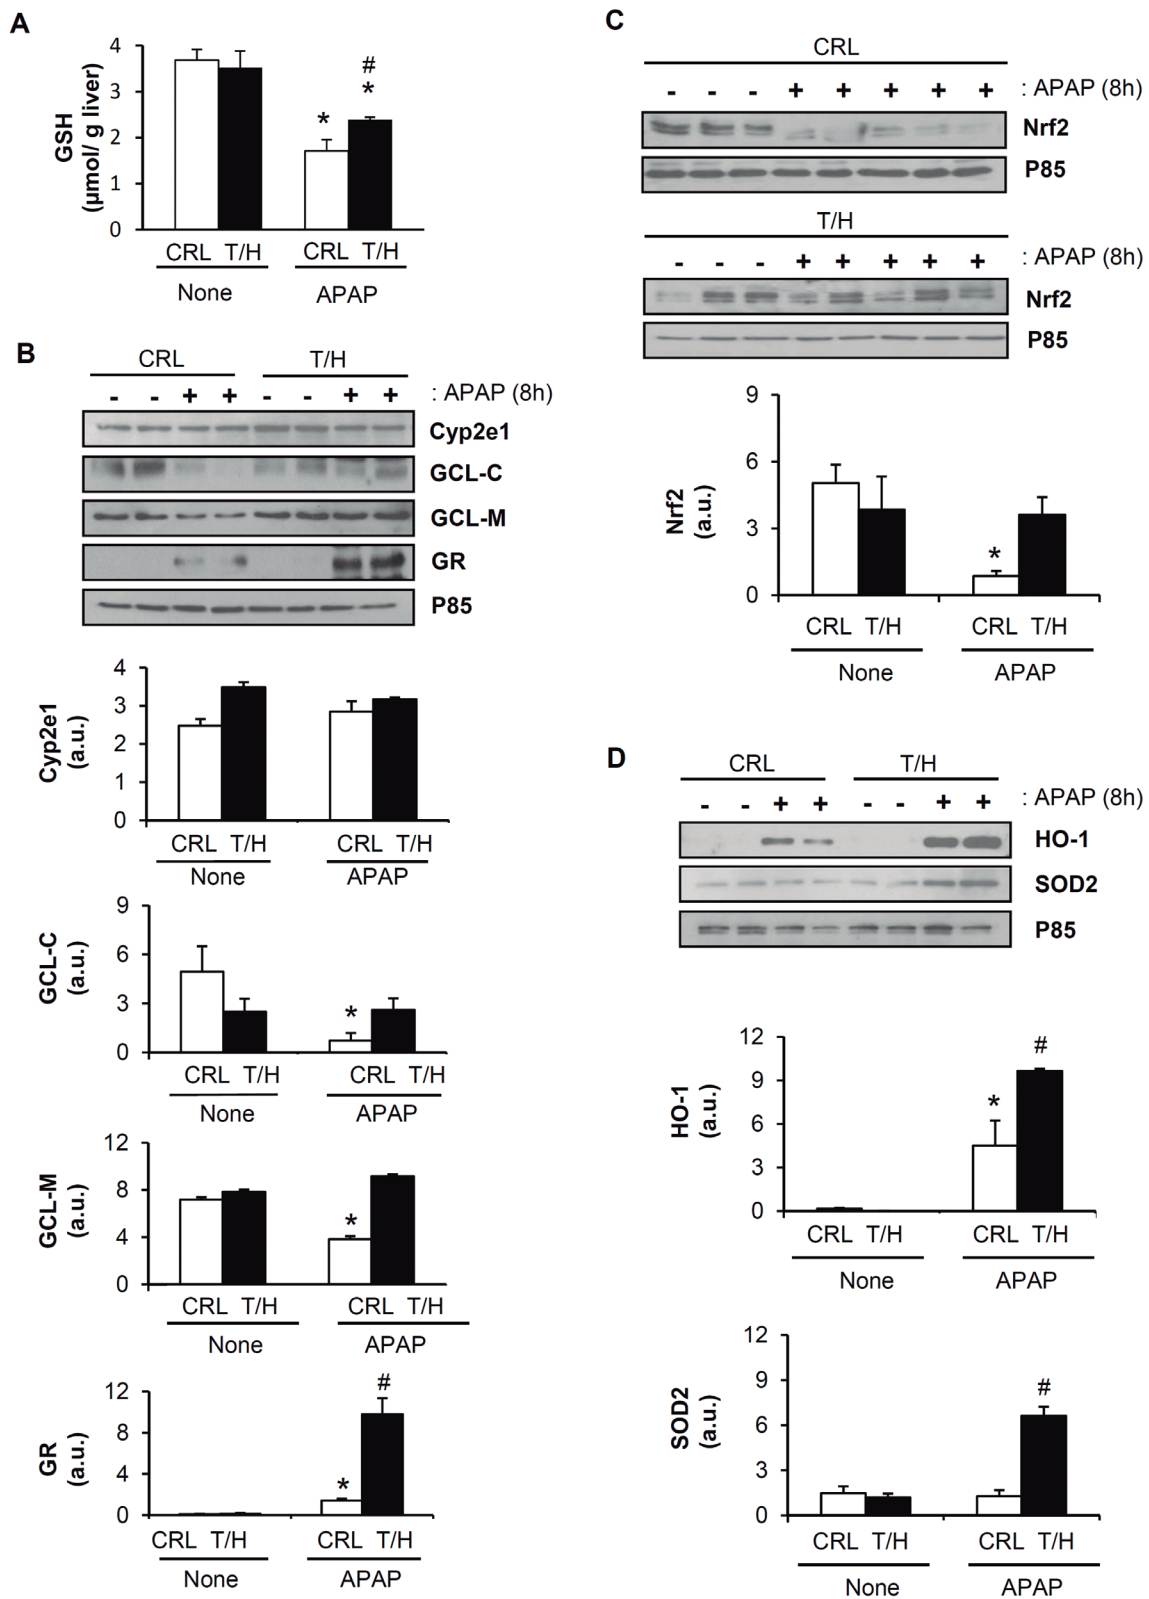 A
GSH
(µmol/ g liver)
4
3
2
1
0
*
#
*
CRL T/H CRL T/H
None APAP
B
CRL T/H
- - + + - - + + : APAP (8h)
Cyp2e1
GCL-C
GCL-M
GR
P85
Cyp2e1
(a.u.)
4
3
2
1
0
CRL T/H CRL T/H
None APAP
GCL-C
(a.u.)
9
6
3
0
*
CRL T/H CRL T/H
None APAP
GCL-M
(a.u.)
12
8
4
0
*
CRL T/H CRL T/H
None APAP
GR
(a.u.)
12
8
4
0
*
#
CRL T/H CRL T/H
None APAP
C
CRL
- - - + + + + + : APAP (8h)
Nrf2
P85
T/H
- - - + + + + + : APAP (8h)
Nrf2
P85
Nrf2
(a.u.)
9
6
3
0
*
CRL T/H CRL T/H
None APAP
D
CRL T/H
- - + + - - + + : APAP (8h)
HO-1
SOD2
P85
HO-1
(a.u.)
12
9
6
3
0
*
#
CRL T/H CRL T/H
None APAP
SOD2
(a.u.)
12
9
6
3
0
#
CRL T/H CRL T/H
None APAP